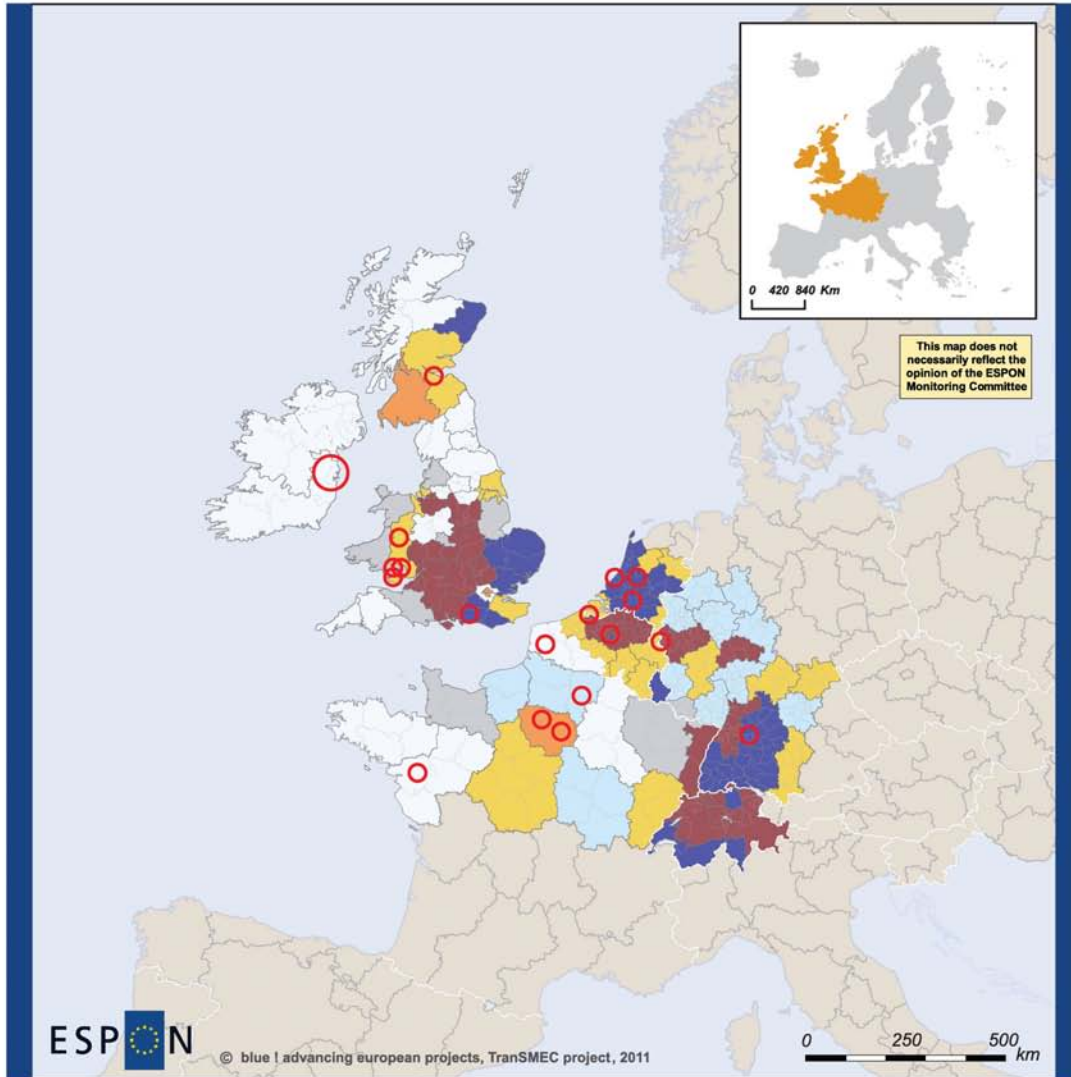 0 420 840 Km
This map does not
necessarily reflect the
opinion of the ESPON
Monitoring Committee
ESPON
© blue ! advancing european projects, TranSMEC project, 2011
0 250 500
km